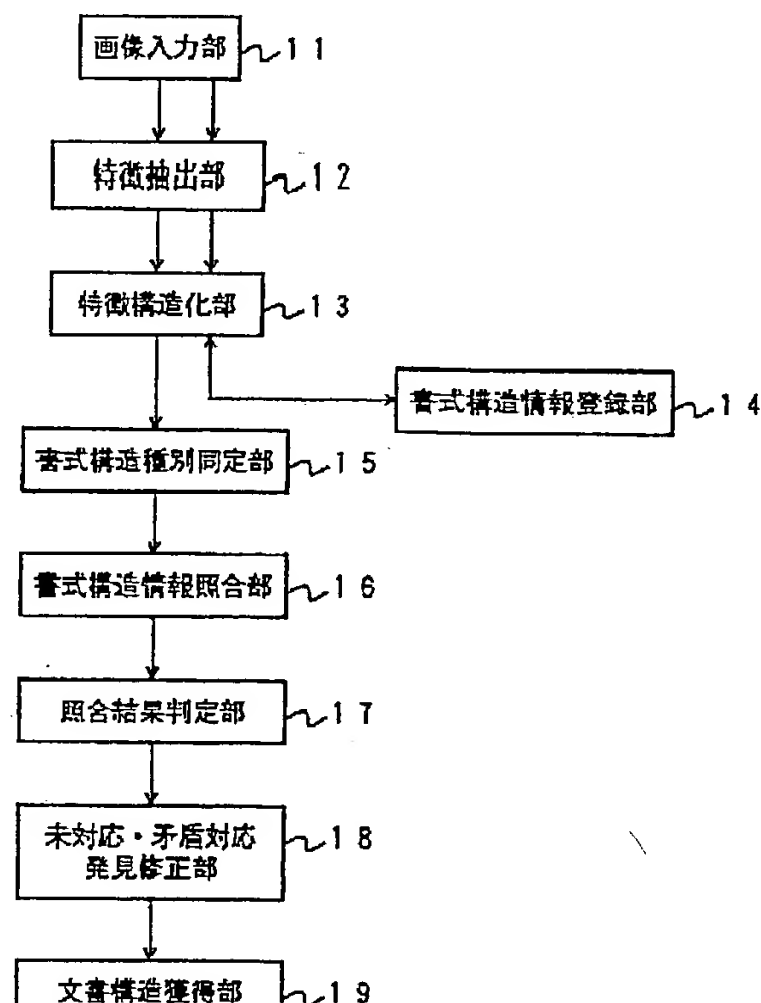 画像入力部 11
特徴抽出部 12
特徴構造化部 13
書式構造情報登録部 14
書式構造種別同定部 15
書式構造情報照合部 16
照合結果判定部 17
未対応・矛盾対応
発見修正部 18
文書構造獲得部 19